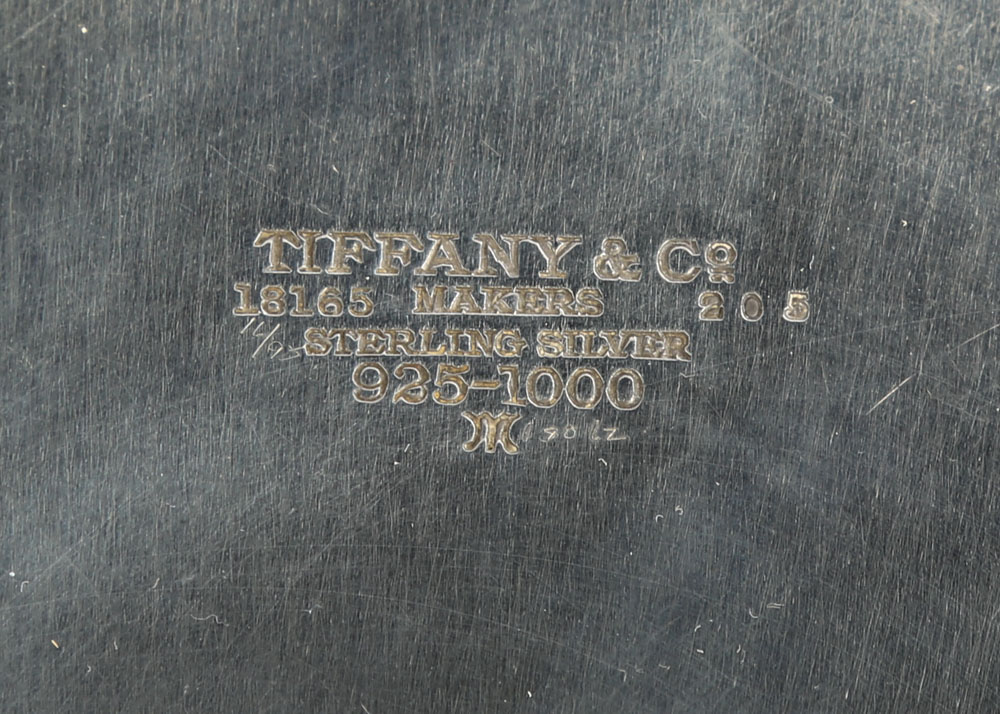 TIFFANY & Co
18165 MAKERS 205
STERLING SILVER
925-1000
M